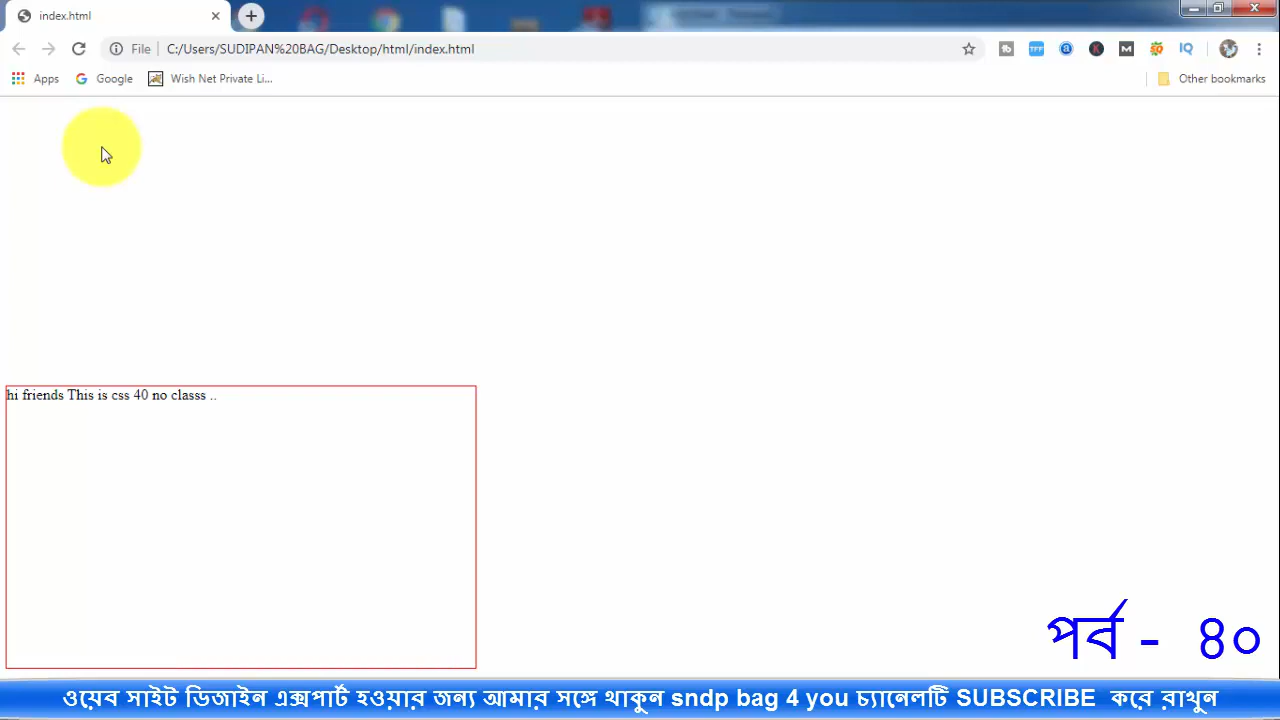 index.html
File C:/Users/SUDIPAN%20BAG/Desktop/html/index.html
Apps Google Wish Net Private Li... Other bookmarks
hi friends This is css 40 no classs ..
পর্ব - ৪০
ওয়েব সাইট ডিজাইন এক্সপার্ট হওয়ার জন্য আমার সঙ্গে থাকুন sndp bag 4 you চ্যানেলটি SUBSCRIBE করে রাখুন